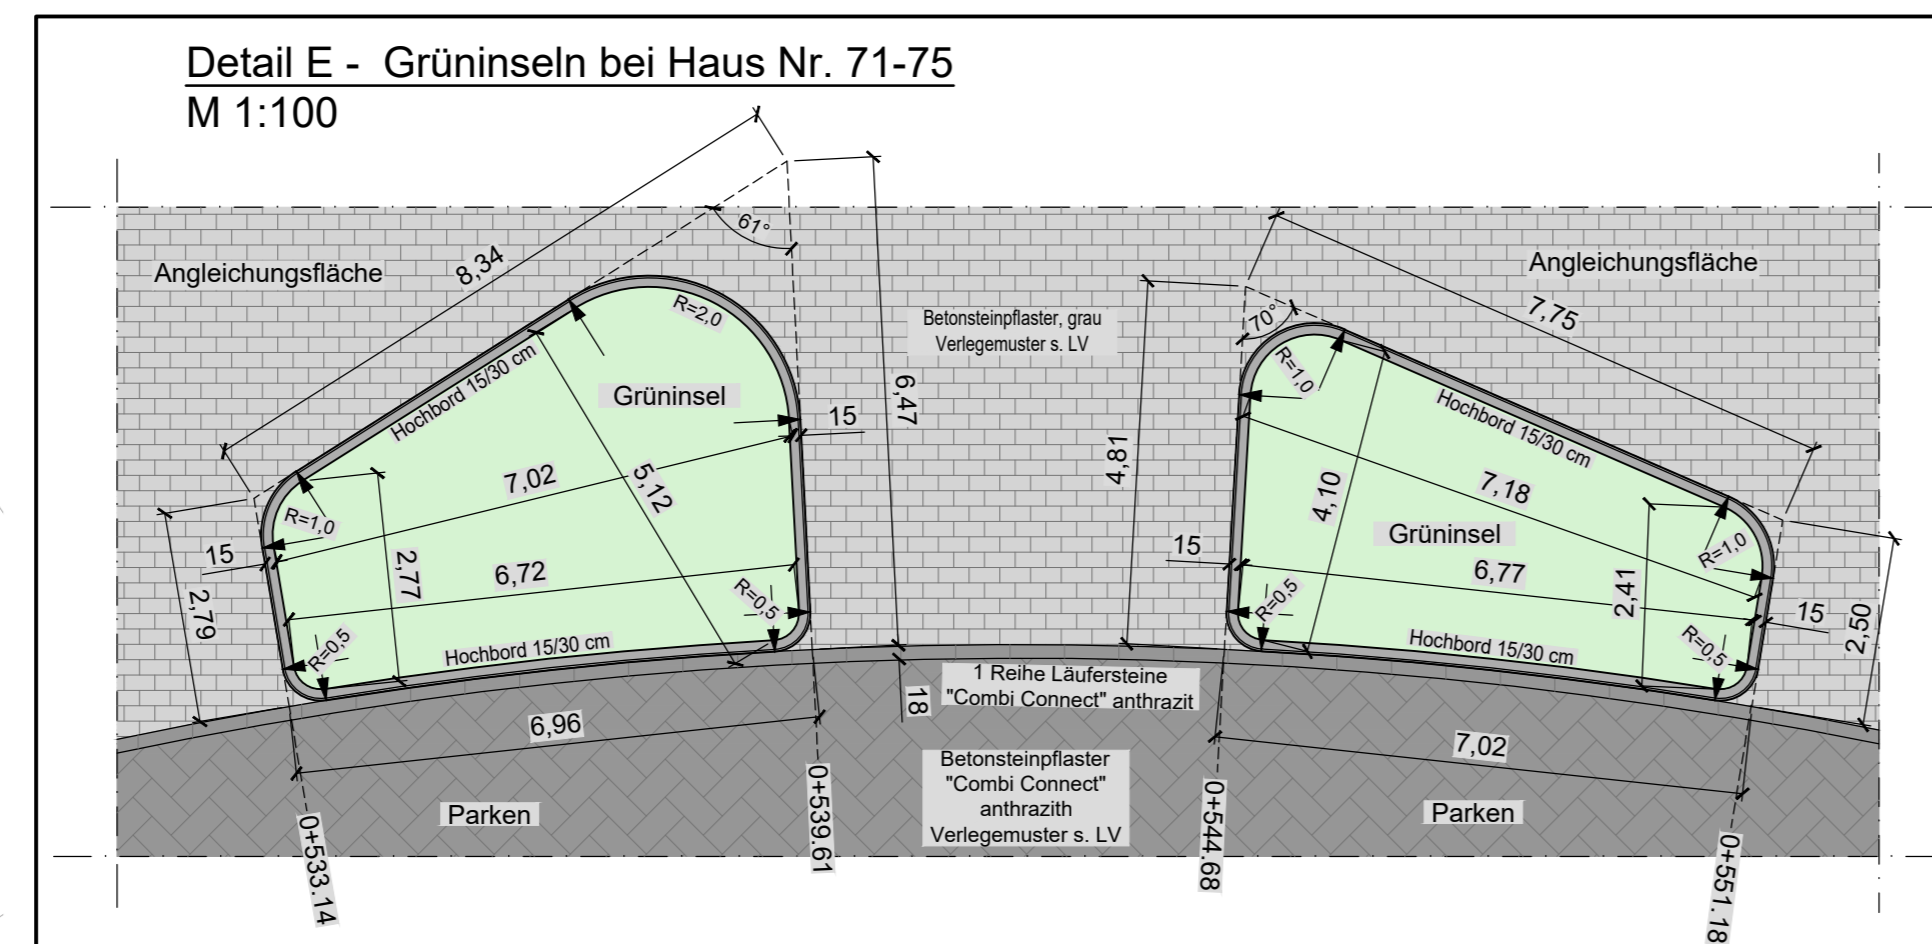 Detail E - Grüninseln bei Haus Nr. 71-75
M 1:100
Angleichungsfläche
8,34
61°
R=2,0
Hochbord 15/30 cm
Grüninsel
15
6,47
7,02
5,12
R=1,0
15
2,79
2,77
6,72
R=0,5
R=0,5
Hochbord 15/30 cm
6,96
Parken
0+533.14
0+539.61
Betonsteinpflaster, grau
Verlegemuster s. LV
1 Reihe Läufersteine
"Combi Connect" anthrazit
18
Betonsteinpflaster
"Combi Connect"
anthrazith
Verlegemuster s. LV
Angleichungsfläche
7,75
70°
R=1,0
Hochbord 15/30 cm
4,81
4,10
7,18
Grüninsel
15
6,77
2,41
R=1,0
15
2,50
R=0,5
R=0,5
Hochbord 15/30 cm
7,02
Parken
0+544.68
0+551.18